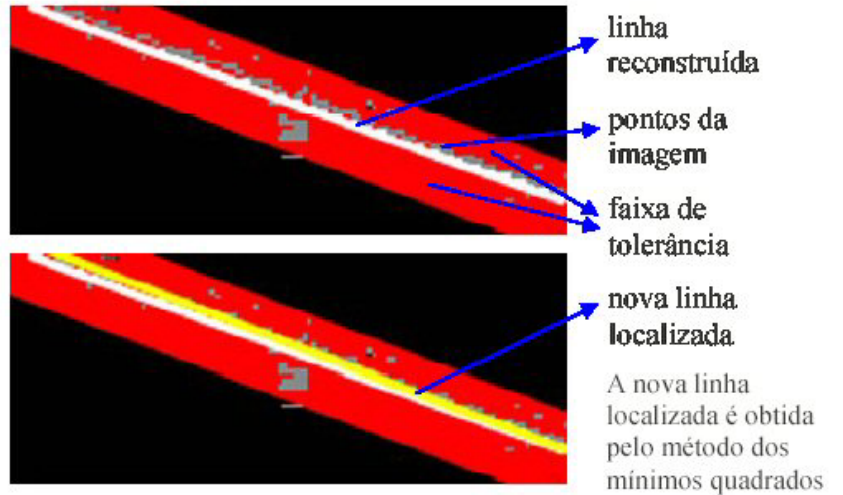 linha
reconstruída
pontos da
imagem
faixa de
tolerância
nova linha
localizada
A nova linha
localizada é obtida
pelo método dos
mínimos quadrados